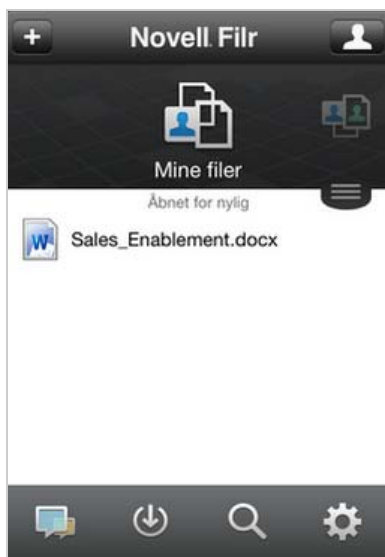 Novell Filr
Mine filer
Åbnet for nylig
Sales_Enablement.docx